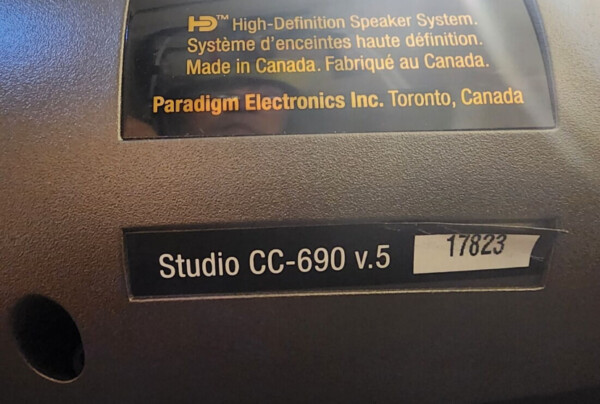 HD™ High-Definition Speaker System.
Système d'enceintes haute définition.
Made in Canada. Fabriqué au Canada.
Paradigm Electronics Inc. Toronto, Canada
Studio CC-690 v.5 17823